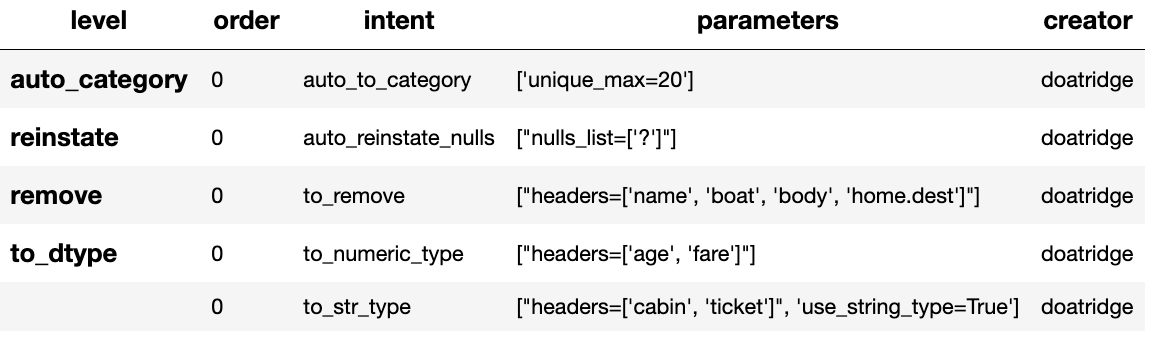 level order intent parameters creator
auto_category 0 auto_to_category ['unique_max=20'] doatridge
reinstate 0 auto_reinstate_nulls ["nulls_list=['?']"] doatridge
remove 0 to_remove ["headers=['name', 'boat', 'body', 'home.dest']"] doatridge
to_dtype 0 to_numeric_type ["headers=['age', 'fare']"] doatridge
0 to_str_type ["headers=['cabin', 'ticket']", 'use_string_type=True'] doatridge